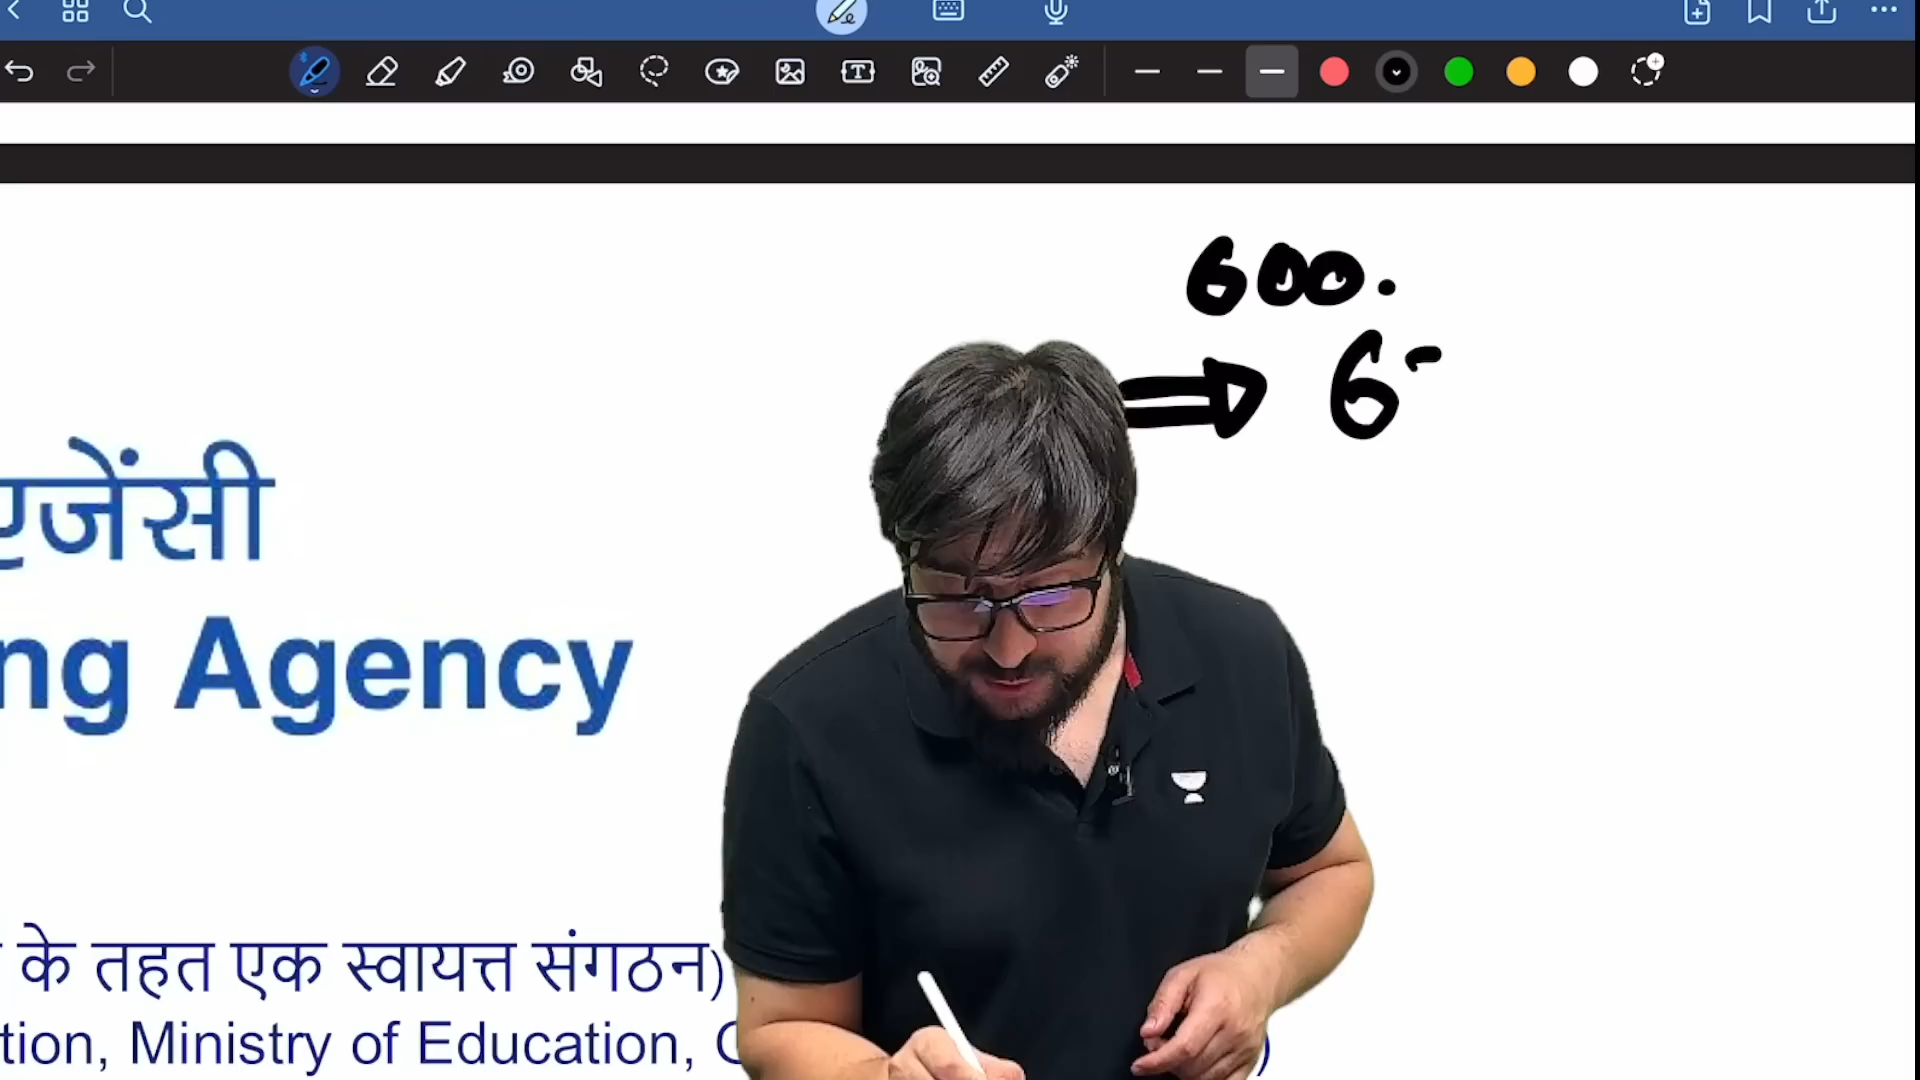 600.
6
एजेंसी
ng Agency
के तहत एक स्वायत्त संगठन)
tion, Ministry of Education, G )